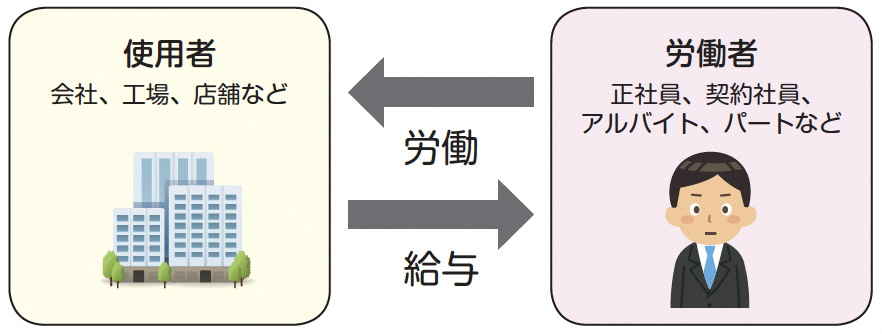 使用者
会社、工場、店舗など
労働
給与
労働者
正社員、契約社員、
アルバイト、パートなど